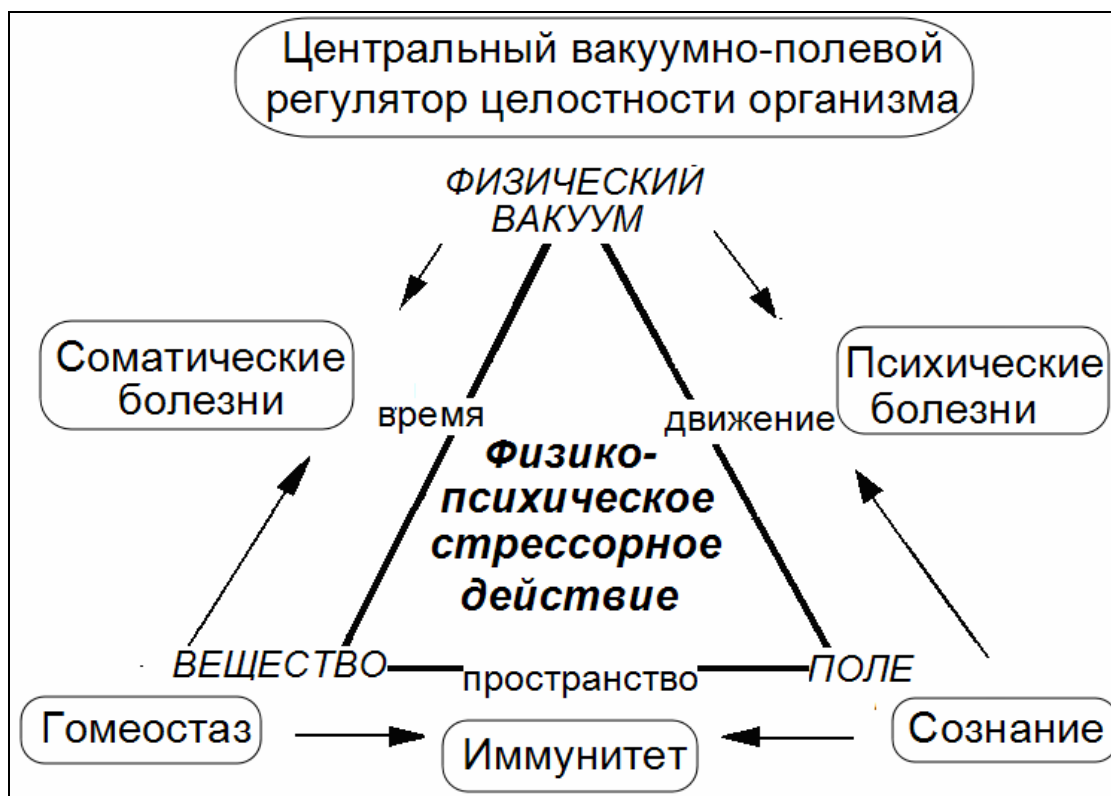 Центральный вакуумно-полевой
регулятор целостности организма
ФИЗИЧЕСКИЙ
ВАКУУМ
Соматические
болезни
Психические
болезни
время
движение
Физико-
психическое
стрессорное
действие
ВЕЩЕСТВО
пространство
ПОЛЕ
Гомеостаз
Иммунитет
Сознание